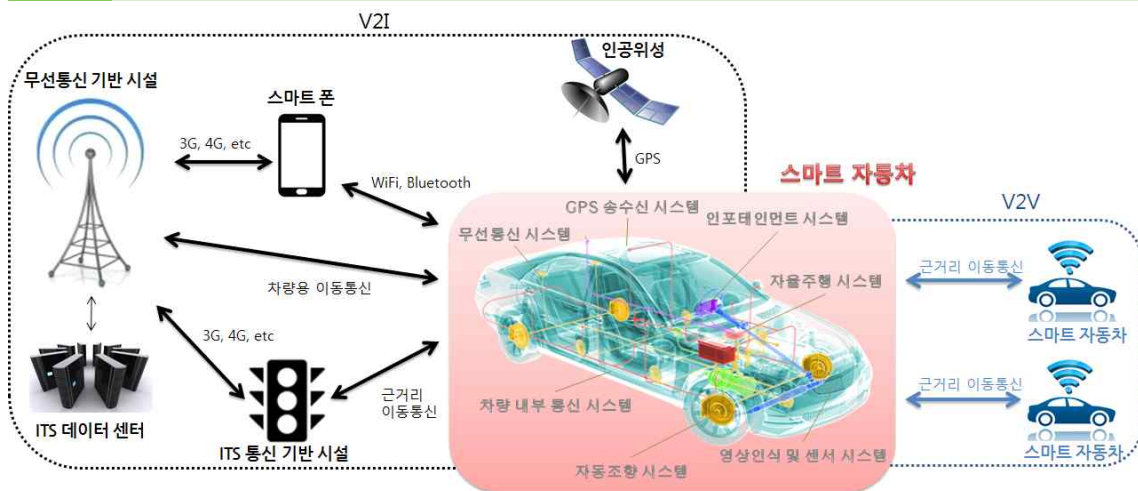 V2I
인공위성
무선통신 기반 시설
스마트 폰
3G, 4G, etc
GPS
WiFi, Bluetooth
스마트 자동차
V2V
GPS 송수신 시스템
인포테인먼트 시스템
무선통신 시스템
근거리 이동통신
자율주행 시스템
차량용 이동통신
스마트 자동차
3G, 4G, etc
근거리 이동통신
근거리
이동통신
차량 내부 통신 시스템
ITS 데이터 센터
ITS 통신 기반 시설
영상인식 및 센서 시스템
스마트 자동차
자동조향 시스템